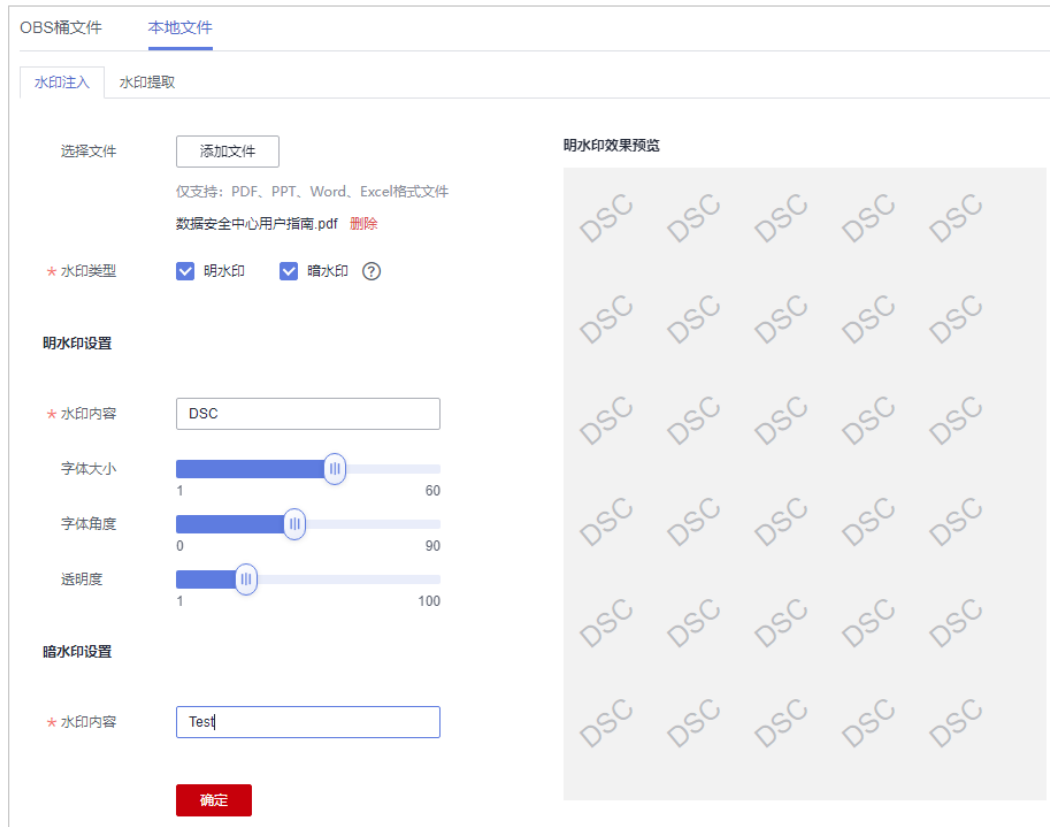 OBS桶文件 本地文件
水印注入 水印提取
选择文件 添加文件
仅支持：PDF、PPT、Word、Excel格式文件
数据安全中心用户指南.pdf 删除
* 水印类型 明水印 暗水印 ?
明水印设置
* 水印内容 DSC
字体大小
1 60
字体角度
0 90
透明度
1 100
暗水印设置
* 水印内容 Test
确定
明水印效果预览
DSC DSC DSC DSC DSC
DSC DSC DSC DSC DSC
DSC DSC DSC DSC DSC
DSC DSC DSC DSC DSC
DSC DSC DSC DSC DSC
DSC DSC DSC DSC DSC